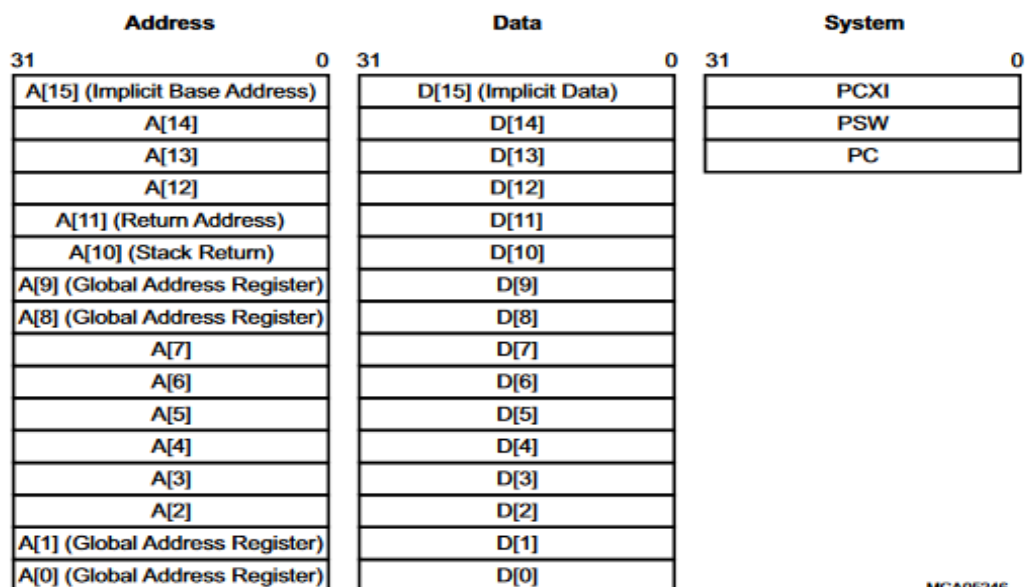 Address Data System
31 0 31 0 31 0
A[15] (Implicit Base Address) D[15] (Implicit Data) PCXI
A[14] D[14] PSW
A[13] D[13] PC
A[12] D[12]
A[11] (Return Address) D[11]
A[10] (Stack Return) D[10]
A[9] (Global Address Register) D[9]
A[8] (Global Address Register) D[8]
A[7] D[7]
A[6] D[6]
A[5] D[5]
A[4] D[4]
A[3] D[3]
A[2] D[2]
A[1] (Global Address Register) D[1]
A[0] (Global Address Register) D[0]